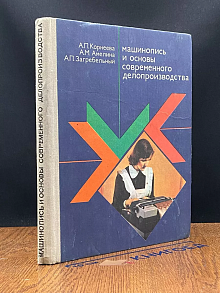 А.П.Корнеева
А.М.Амелина
А.П.Загребельный
машинопись
и основы
современного
делопроизводства
МАШИНОПИСЬ И ОСНОВЫ СОВРЕМЕННОГО ДЕЛОПРОИЗВОДСТВА